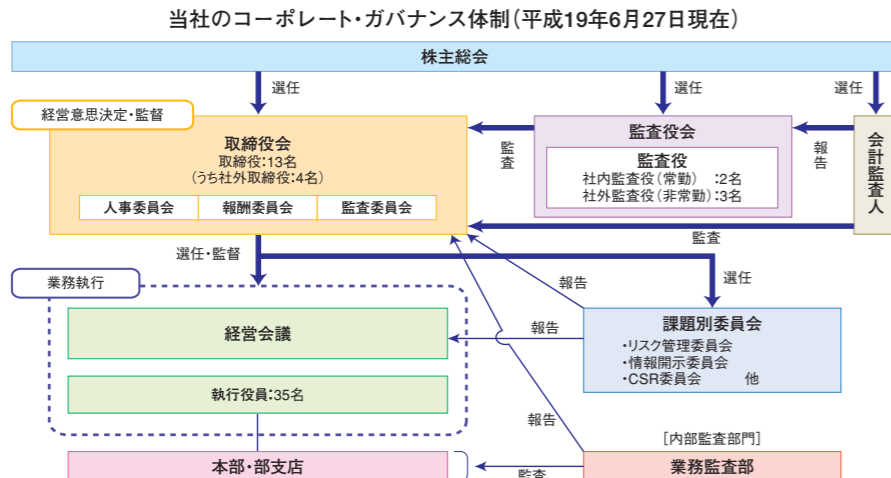 当社のコーポレート・ガバナンス体制（平成19年6月27日現在）
株主総会
選任
選任
選任
経営意思決定・監督
取締役会
取締役：13名
（うち社外取締役：4名）
人事委員会
報酬委員会
監査委員会
監査
監査役会
監査役
社内監査役（常勤）：2名
社外監査役（非常勤）：3名
報告
会計監査人
監査
選任・監督
選任
業務執行
経営会議
執行役員：35名
報告
報告
課題別委員会
・リスク管理委員会
・情報開示委員会
・CSR委員会　他
報告
［内部監査部門］
本部・部支店
監査
業務監査部